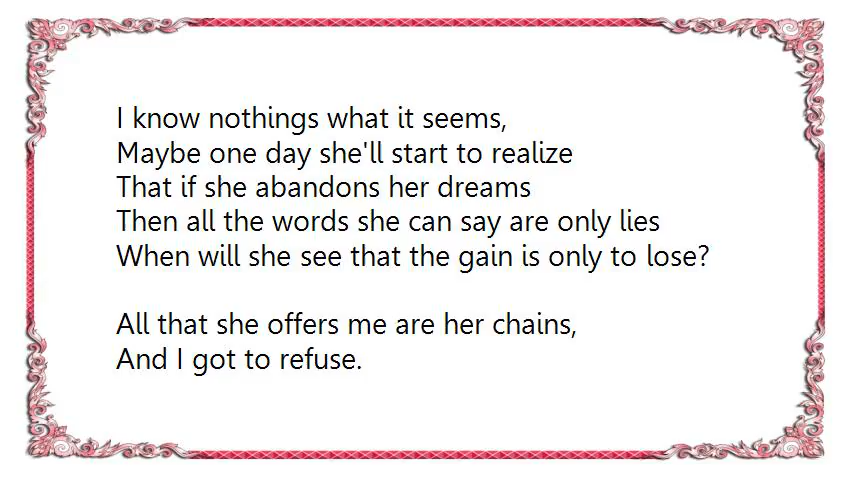 I know nothings what it seems,
Maybe one day she'll start to realize
That if she abandons her dreams
Then all the words she can say are only lies
When will she see that the gain is only to lose?
All that she offers me are her chains,
And I got to refuse.